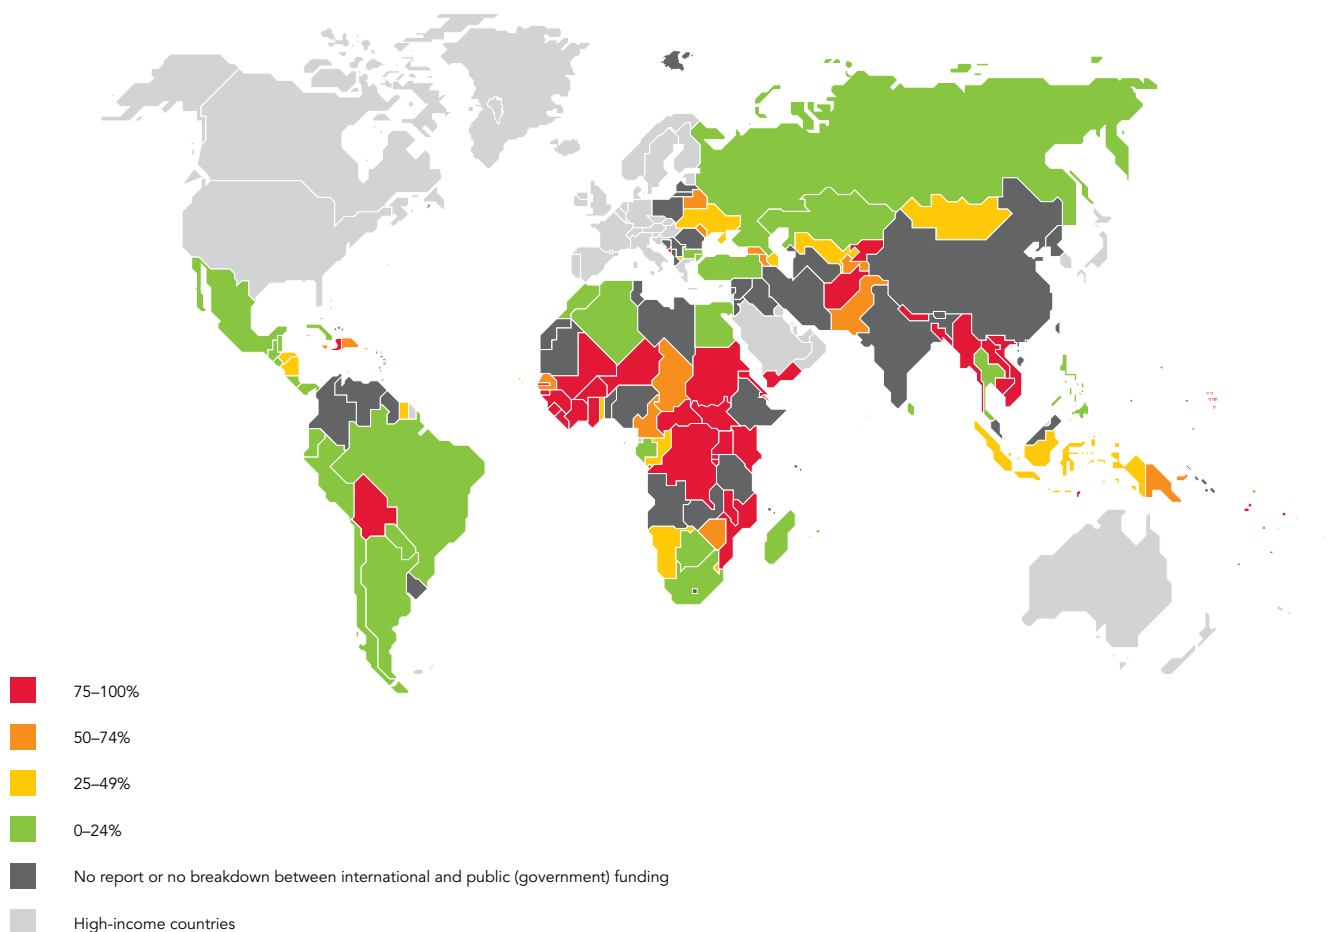 75–100%
50–74%
25–49%
0–24%
No report or no breakdown between international and public (government) funding
High-income countries